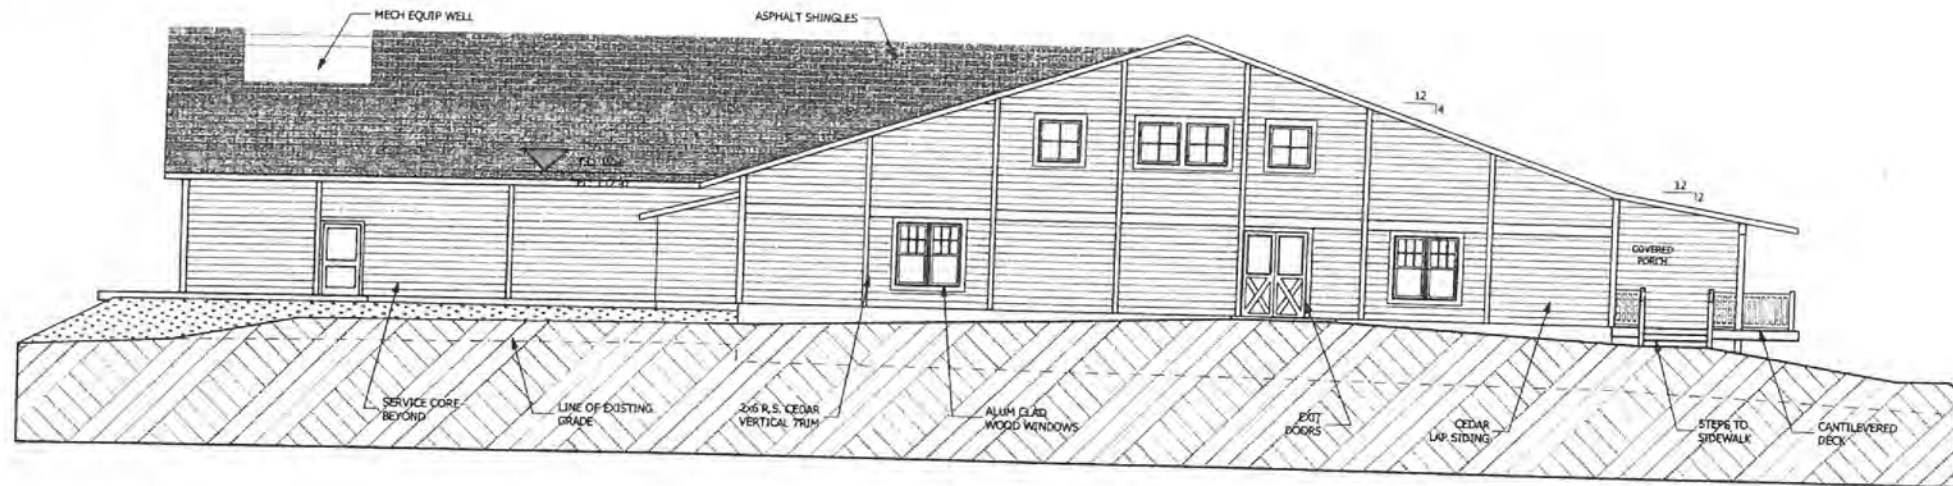 MECH EQUIP WELL
ASPHALT SHINGLES
12
4
12
2
COVERED
PORCH
SERVICE CORE
BEYOND
LINE OF EXISTING
GRADE
2x6 R.S. CEDAR
VERTICAL TRIM
ALUM CLAD
WOOD WINDOWS
EXIT
DOORS
CEDAR
LAP SIDING
STEPS TO
SIDEWALK
CANTILEVERED
DECK